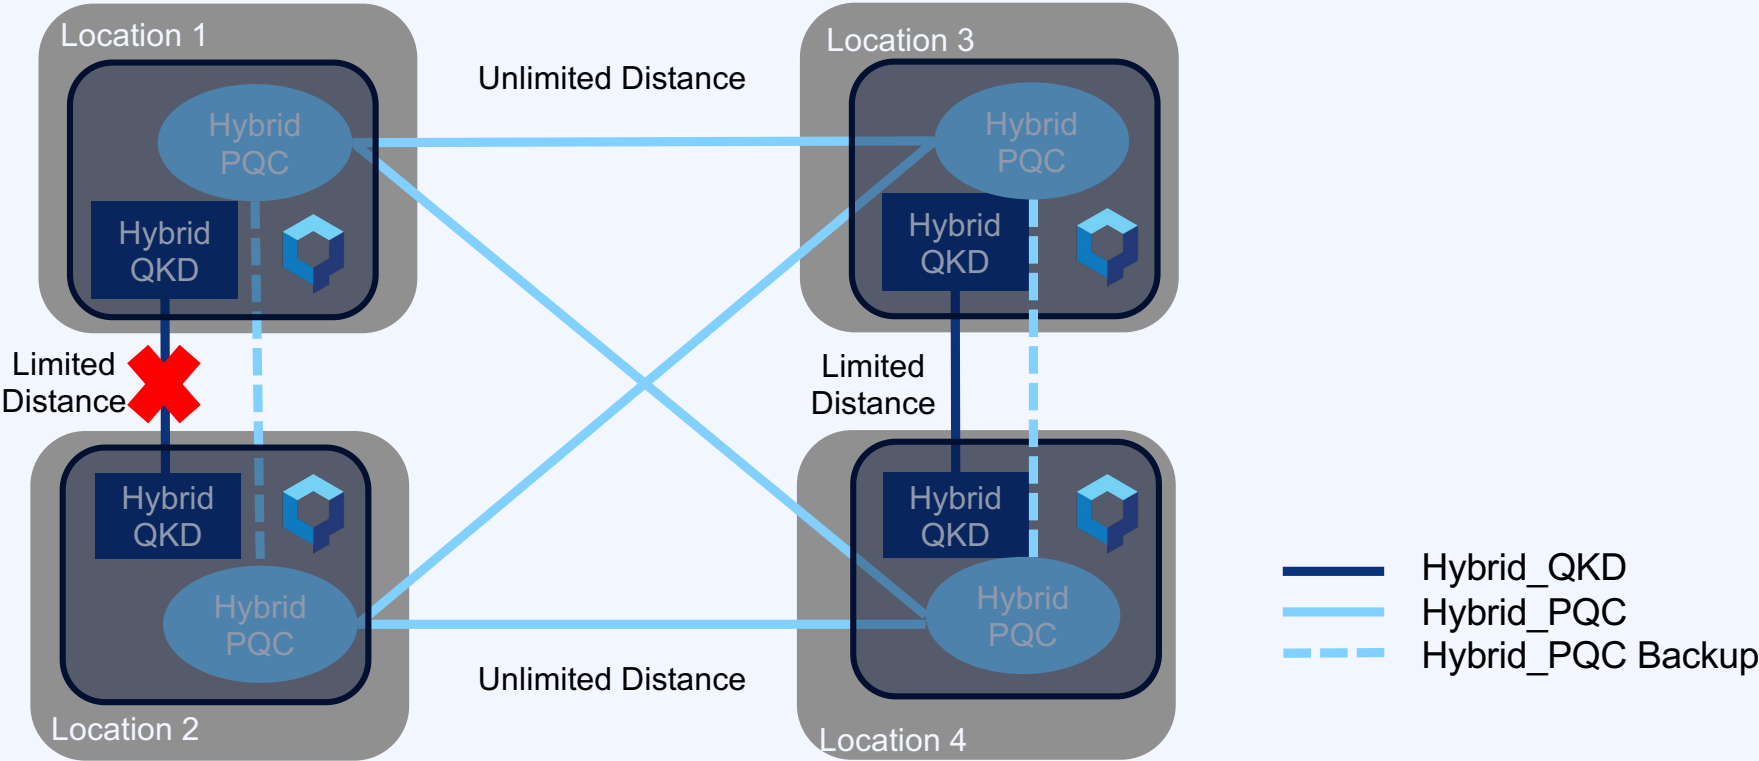 Location 1
Hybrid
PQC
Hybrid
QKD
Unlimited Distance
Location 3
Hybrid
PQC
Hybrid
QKD
Limited
Distance
Limited
Distance
Hybrid
QKD
Hybrid
PQC
Location 2
Unlimited Distance
Hybrid
QKD
Hybrid
PQC
Location 4
Hybrid_QKD
Hybrid_PQC
Hybrid_PQC Backup